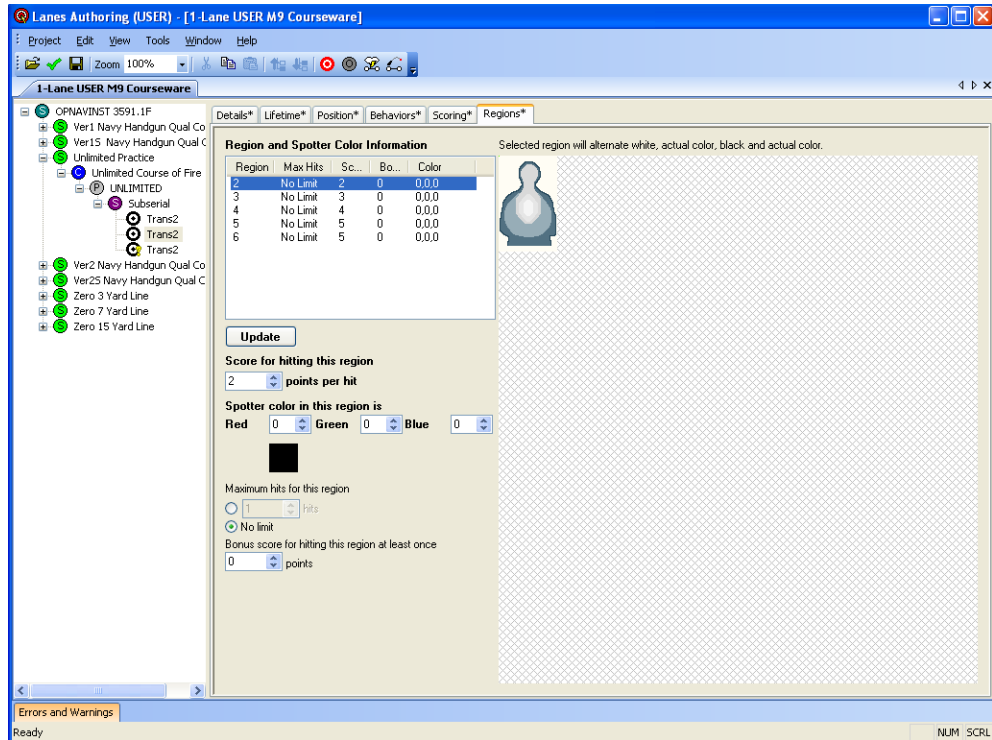 Lanes Authoring (USER) - [1-Lane USER M9 Courseware]
Project Edit View Tools Window Help
Zoom 100%
1-Lane USER M9 Courseware
S OPNAVINST 3591.1F
S Ver1 Navy Handgun Qual Co
S Ver1S Navy Handgun Qual C
S Unlimited Practice
C Unlimited Course of Fire
P UNLIMITED
S Subserial
Trans2
Trans2
Trans2
S Ver2 Navy Handgun Qual Co
S Ver2S Navy Handgun Qual C
S Zero 3 Yard Line
S Zero 7 Yard Line
S Zero 15 Yard Line
Details* Lifetime* Position* Behaviors* Scoring* Regions*
Region and Spotter Color Information
Region Max Hits Sc... Bo... Color
2 No Limit 2 0 0,0,0
3 No Limit 3 0 0,0,0
4 No Limit 4 0 0,0,0
5 No Limit 5 0 0,0,0
6 No Limit 5 0 0,0,0
Update
Score for hitting this region
2 points per hit
Spotter color in this region is
Red 0 Green 0 Blue 0
Maximum hits for this region
1 hits
No limit
Bonus score for hitting this region at least once
0 points
Selected region will alternate white, actual color, black and actual color.
Errors and Warnings
Ready NUM SCRL